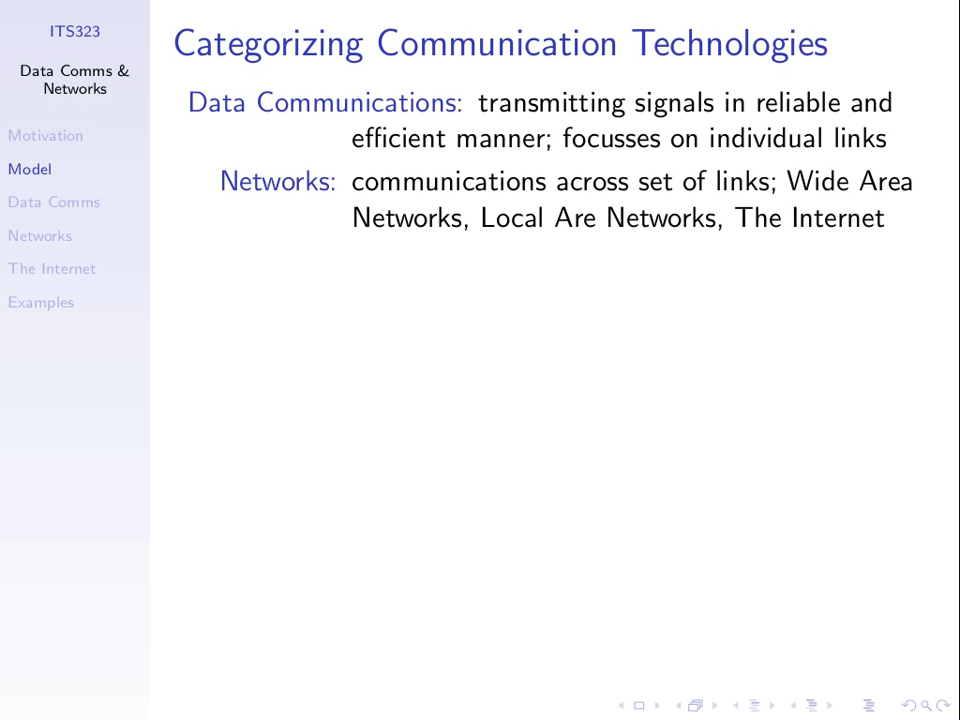 ITS323
Data Comms &
Networks
Motivation
Model
Data Comms
Networks
The Internet
Examples
Categorizing Communication Technologies
Data Communications: transmitting signals in reliable and
efficient manner; focusses on individual links
Networks: communications across set of links; Wide Area
Networks, Local Are Networks, The Internet